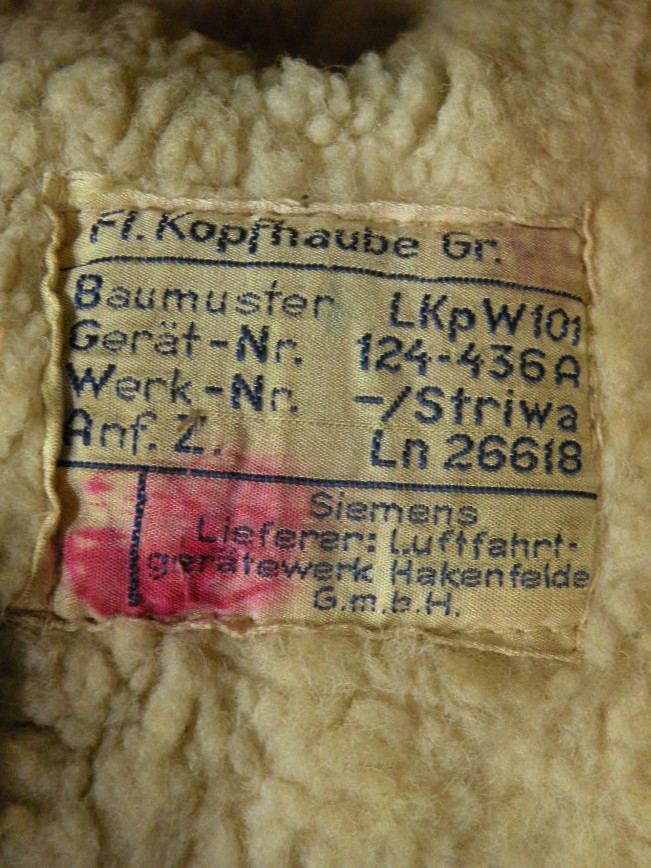 Fl. Kopfhaube Gr.
Baumuster LKpW101
Gerät-Nr. 124-436A
Werk-Nr. -/Striwa
Anf. Z. Ln 26618
Siemens
Lieferer: Luftfahrt-
gerätewerk Hakenfelde
G.m.b.H.